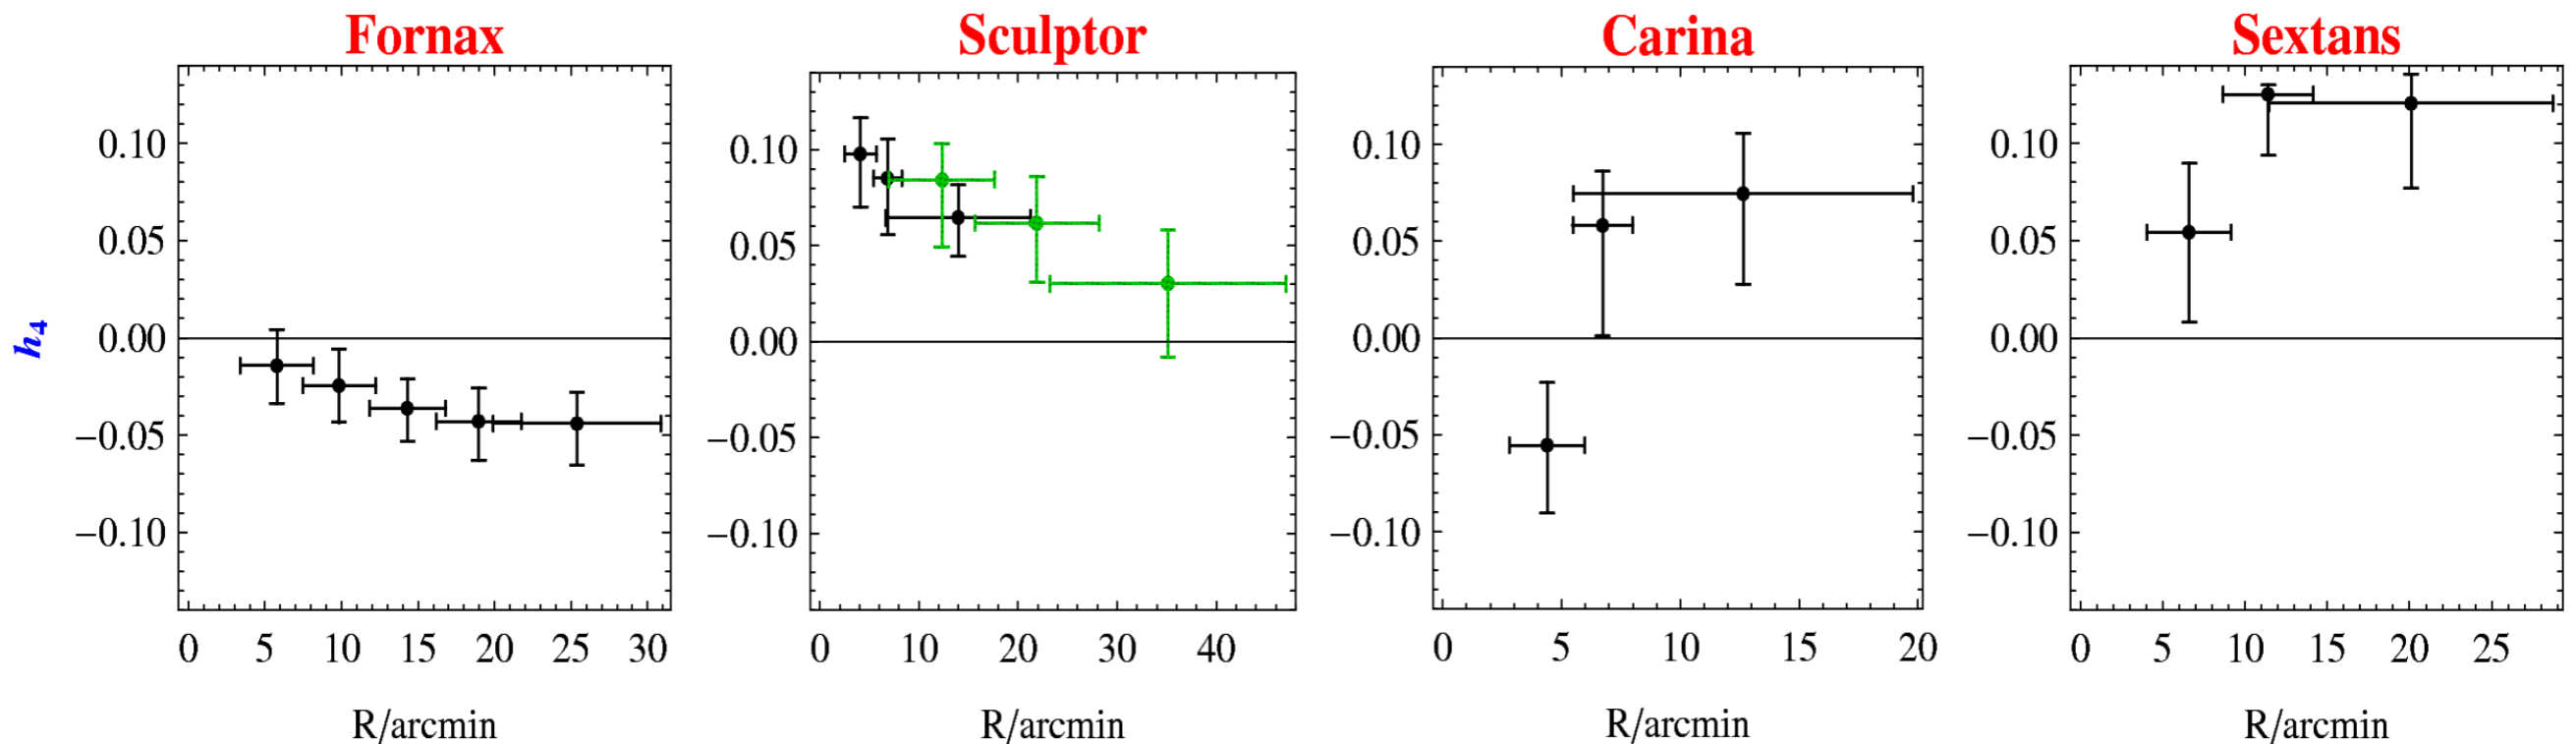 Fornax Sculptor Carina Sextans
h4
0.10 0.10 0.10 0.10
0.05 0.05 0.05 0.05
0.00 0.00 0.00 0.00
−0.05 −0.05 −0.05 −0.05
−0.10 −0.10 −0.10 −0.10
0 5 10 15 20 25 30 0 10 20 30 40 0 5 10 15 20 0 5 10 15 20 25
R/arcmin R/arcmin R/arcmin R/arcmin